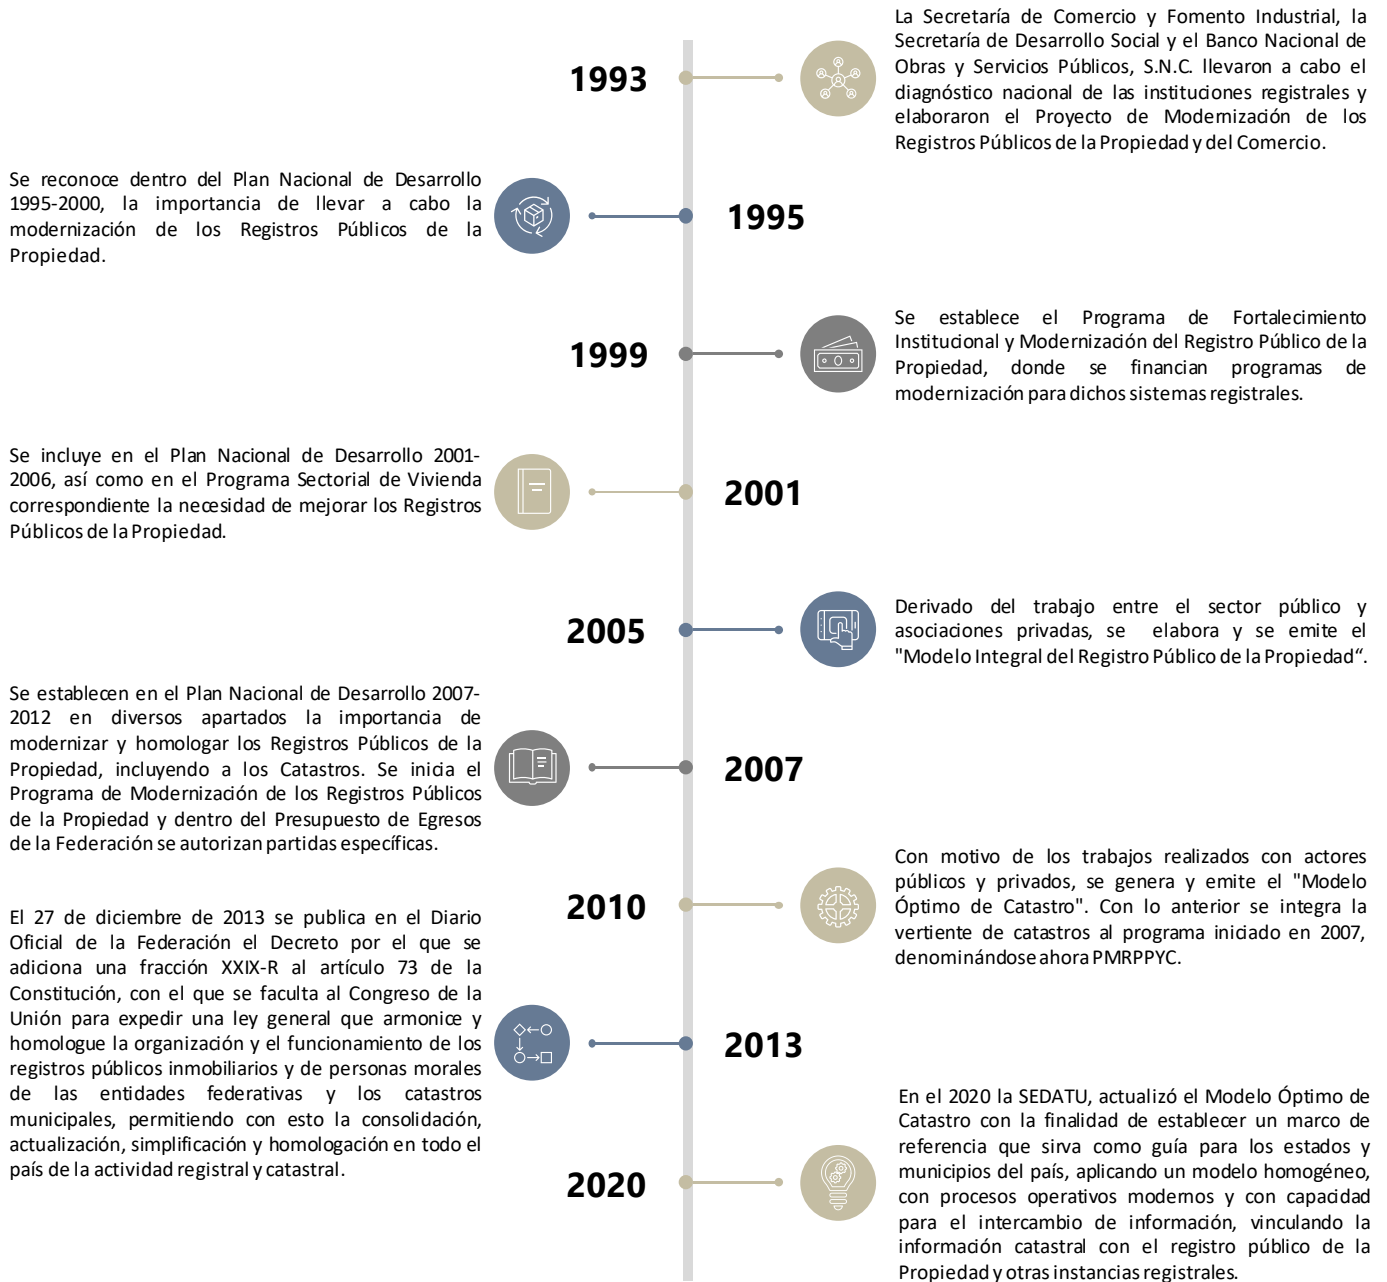 1993
La Secretaría de Comercio y Fomento Industrial, la
Secretaría de Desarrollo Social y el Banco Nacional de
Obras y Servicios Públicos, S.N.C. llevaron a cabo el
diagnóstico nacional de las instituciones registrales y
elaboraron el Proyecto de Modernización de los
Registros Públicos de la Propiedad y del Comercio.
Se reconoce dentro del Plan Nacional de Desarrollo
1995-2000, la importancia de llevar a cabo la
modernización de los Registros Públicos de la
Propiedad.
1995
1999
Se establece el Programa de Fortalecimiento
Institucional y Modernización del Registro Público de la
Propiedad, donde se financian programas de
modernización para dichos sistemas registrales.
Se incluye en el Plan Nacional de Desarrollo 2001-
2006, así como en el Programa Sectorial de Vivienda
correspondiente la necesidad de mejorar los Registros
Públicos de la Propiedad.
2001
2005
Derivado del trabajo entre el sector público y
asociaciones privadas, se elabora y se emite el
"Modelo Integral del Registro Público de la Propiedad“.
Se establecen en el Plan Nacional de Desarrollo 2007-
2012 en diversos apartados la importancia de
modernizar y homologar los Registros Públicos de la
Propiedad, incluyendo a los Catastros. Se inicia el
Programa de Modernización de los Registros Públicos
de la Propiedad y dentro del Presupuesto de Egresos
de la Federación se autorizan partidas específicas.
2007
2010
Con motivo de los trabajos realizados con actores
públicos y privados, se genera y emite el "Modelo
Óptimo de Catastro". Con lo anterior se integra la
vertiente de catastros al programa iniciado en 2007,
denominándose ahora PMRPPYC.
El 27 de diciembre de 2013 se publica en el Diario
Oficial de la Federación el Decreto por el que se
adiciona una fracción XXIX-R al artículo 73 de la
Constitución, con el que se faculta al Congreso de la
Unión para expedir una ley general que armonice y
homologue la organización y el funcionamiento de los
registros públicos inmobiliarios y de personas morales
de las entidades federativas y los catastros
municipales, permitiendo con esto la consolidación,
actualización, simplificación y homologación en todo el
país de la actividad registral y catastral.
2013
2020
En el 2020 la SEDATU, actualizó el Modelo Óptimo de
Catastro con la finalidad de establecer un marco de
referencia que sirva como guía para los estados y
municipios del país, aplicando un modelo homogéneo,
con procesos operativos modernos y con capacidad
para el intercambio de información, vinculando la
información catastral con el registro público de la
Propiedad y otras instancias registrales.